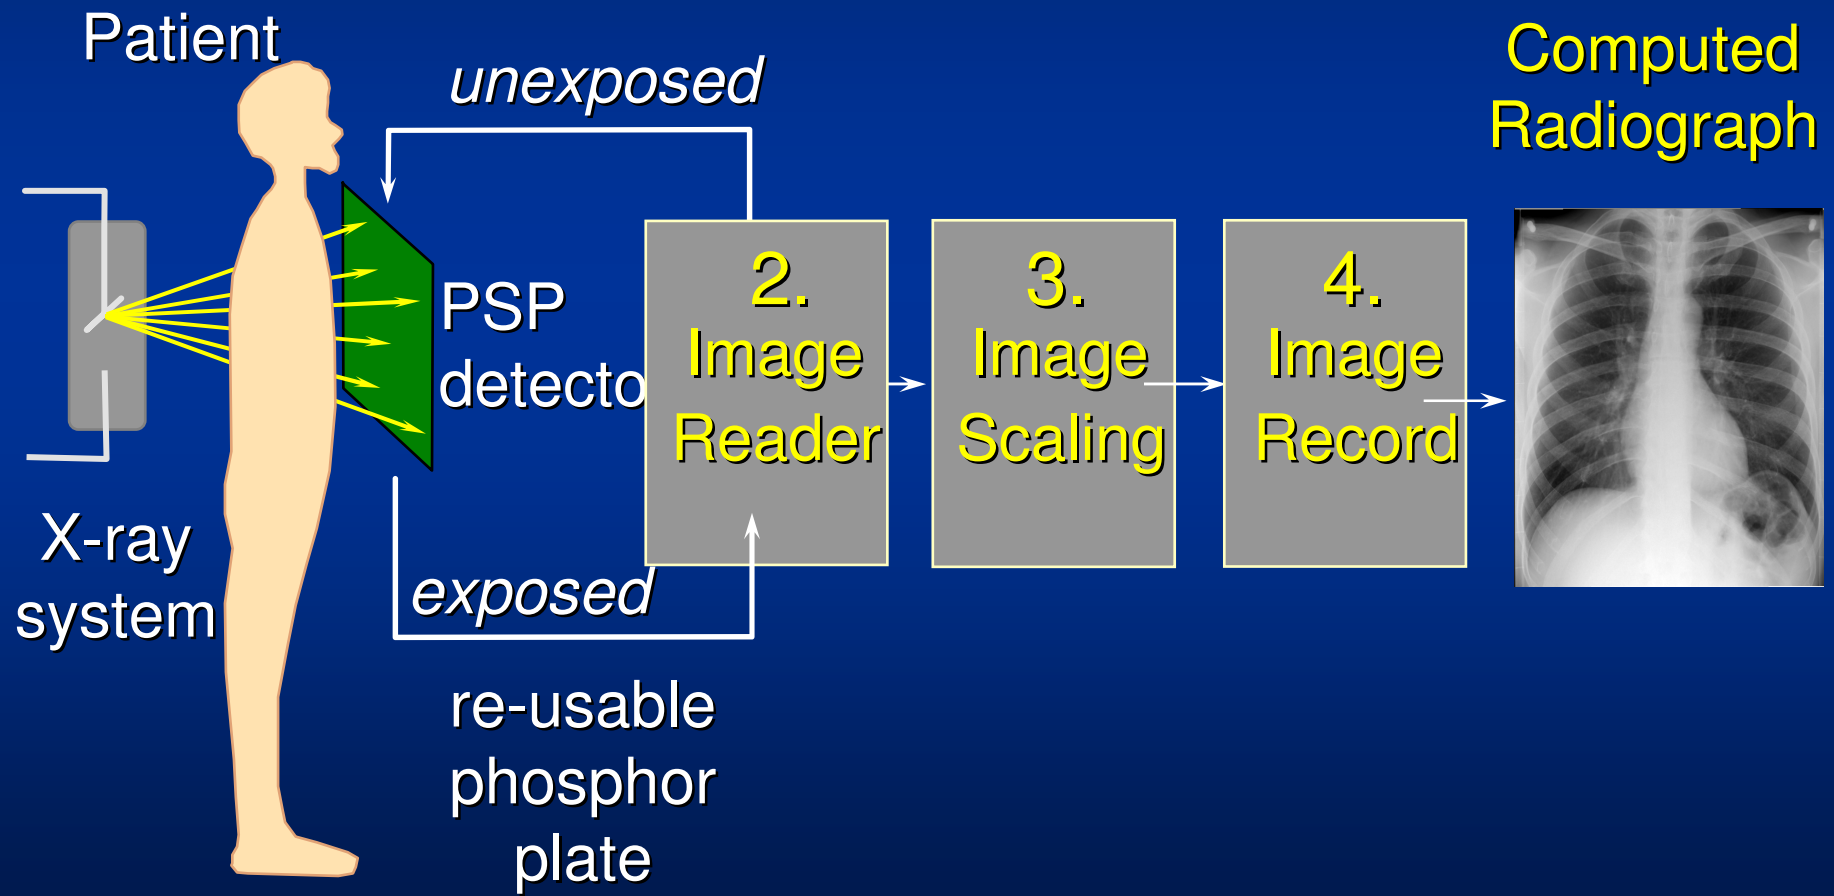 Patient
unexposed
Computed
Radiograph
PSP
detecto
2.
Image
Reader
3.
Image
Scaling
4.
Image
Record
X-ray
system
exposed
re-usable
phosphor
plate